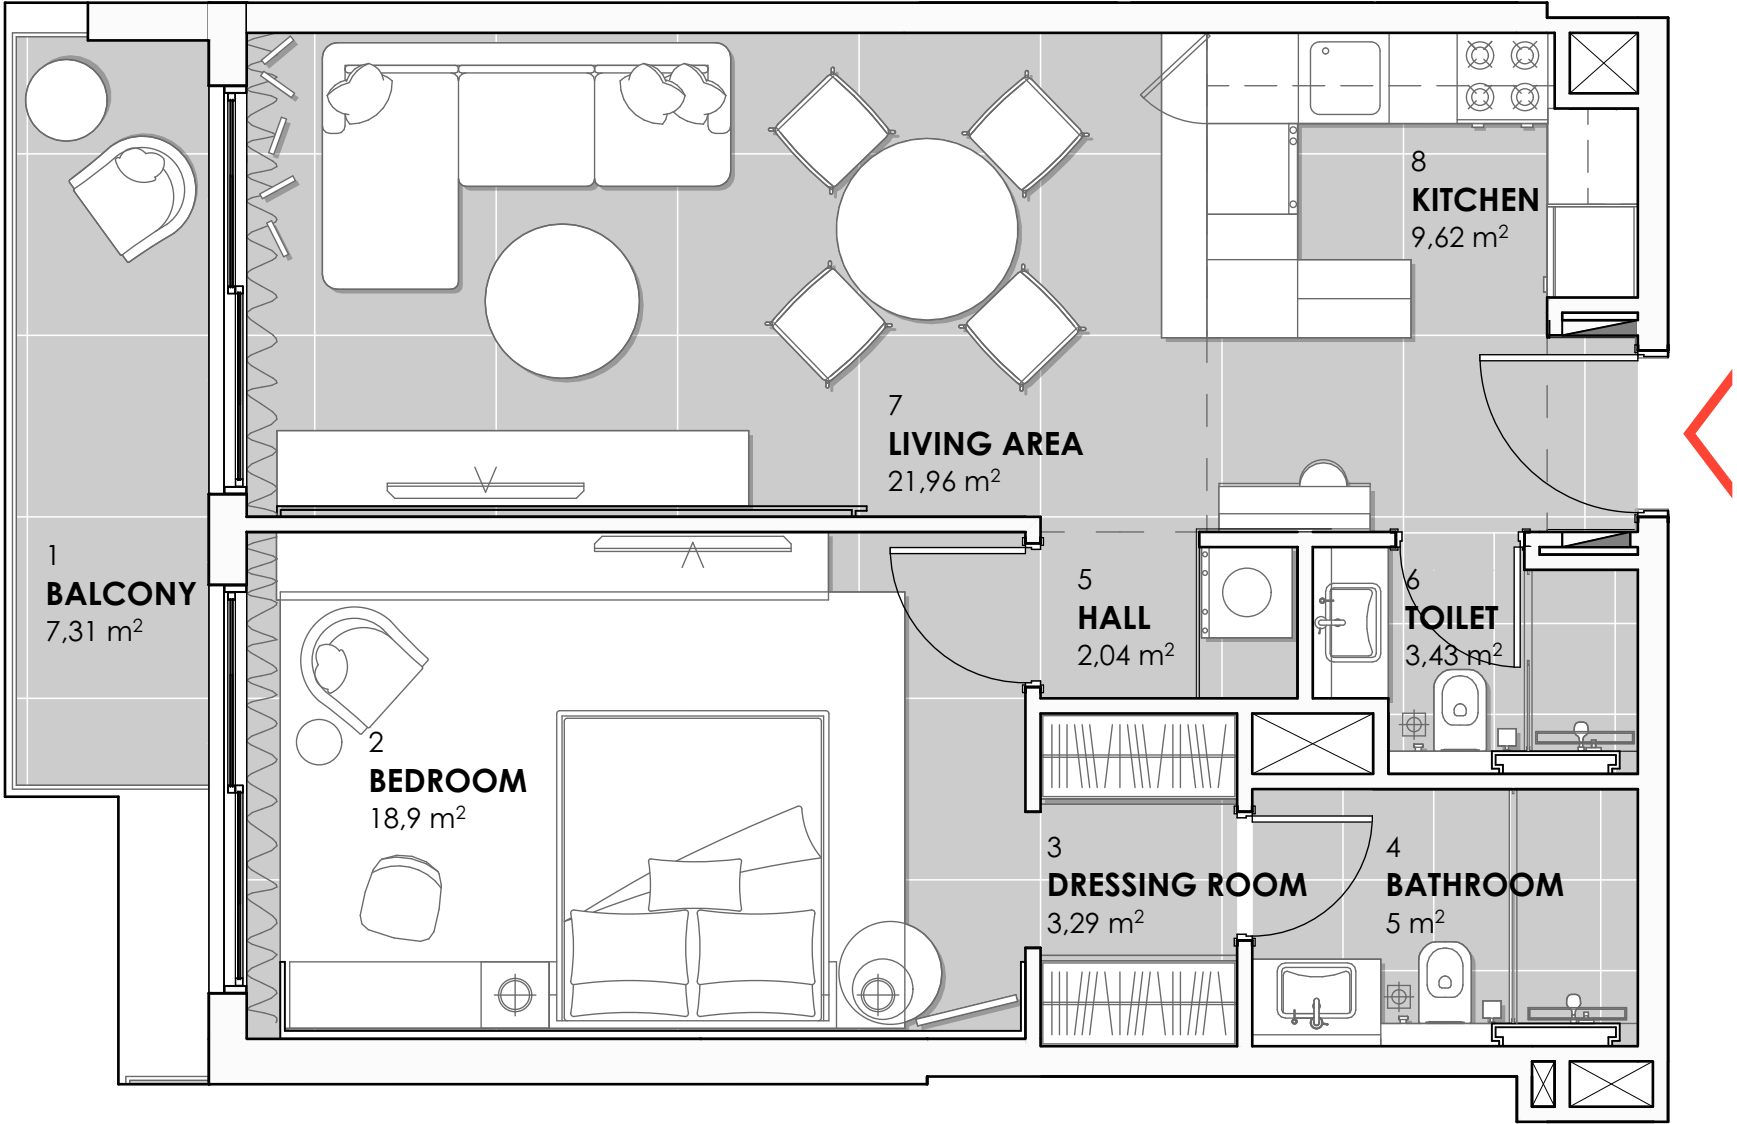 8
KITCHEN
9,62 m²
7
LIVING AREA
21,96 m²
1
BALCONY
7,31 m²
5
HALL
2,04 m²
6
TOILET
3,43 m²
2
BEDROOM
18,9 m²
3
DRESSING ROOM
3,29 m²
4
BATHROOM
5 m²